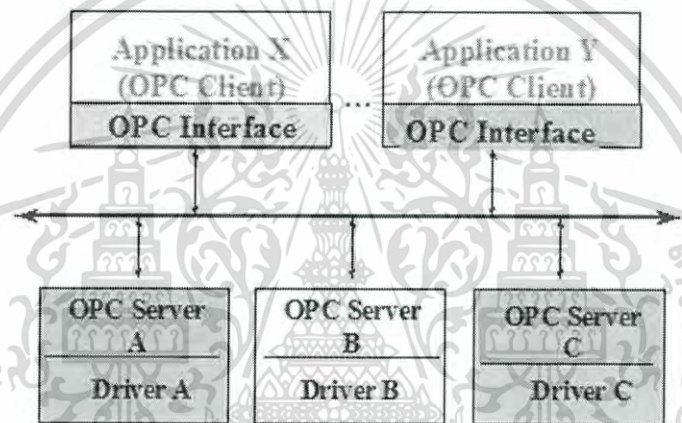 Application X
(OPC Client)
OPC Interface
...
Application Y
(OPC Client)
OPC Interface
OPC Server
A
Driver A
OPC Server
B
Driver B
OPC Server
C
Driver C